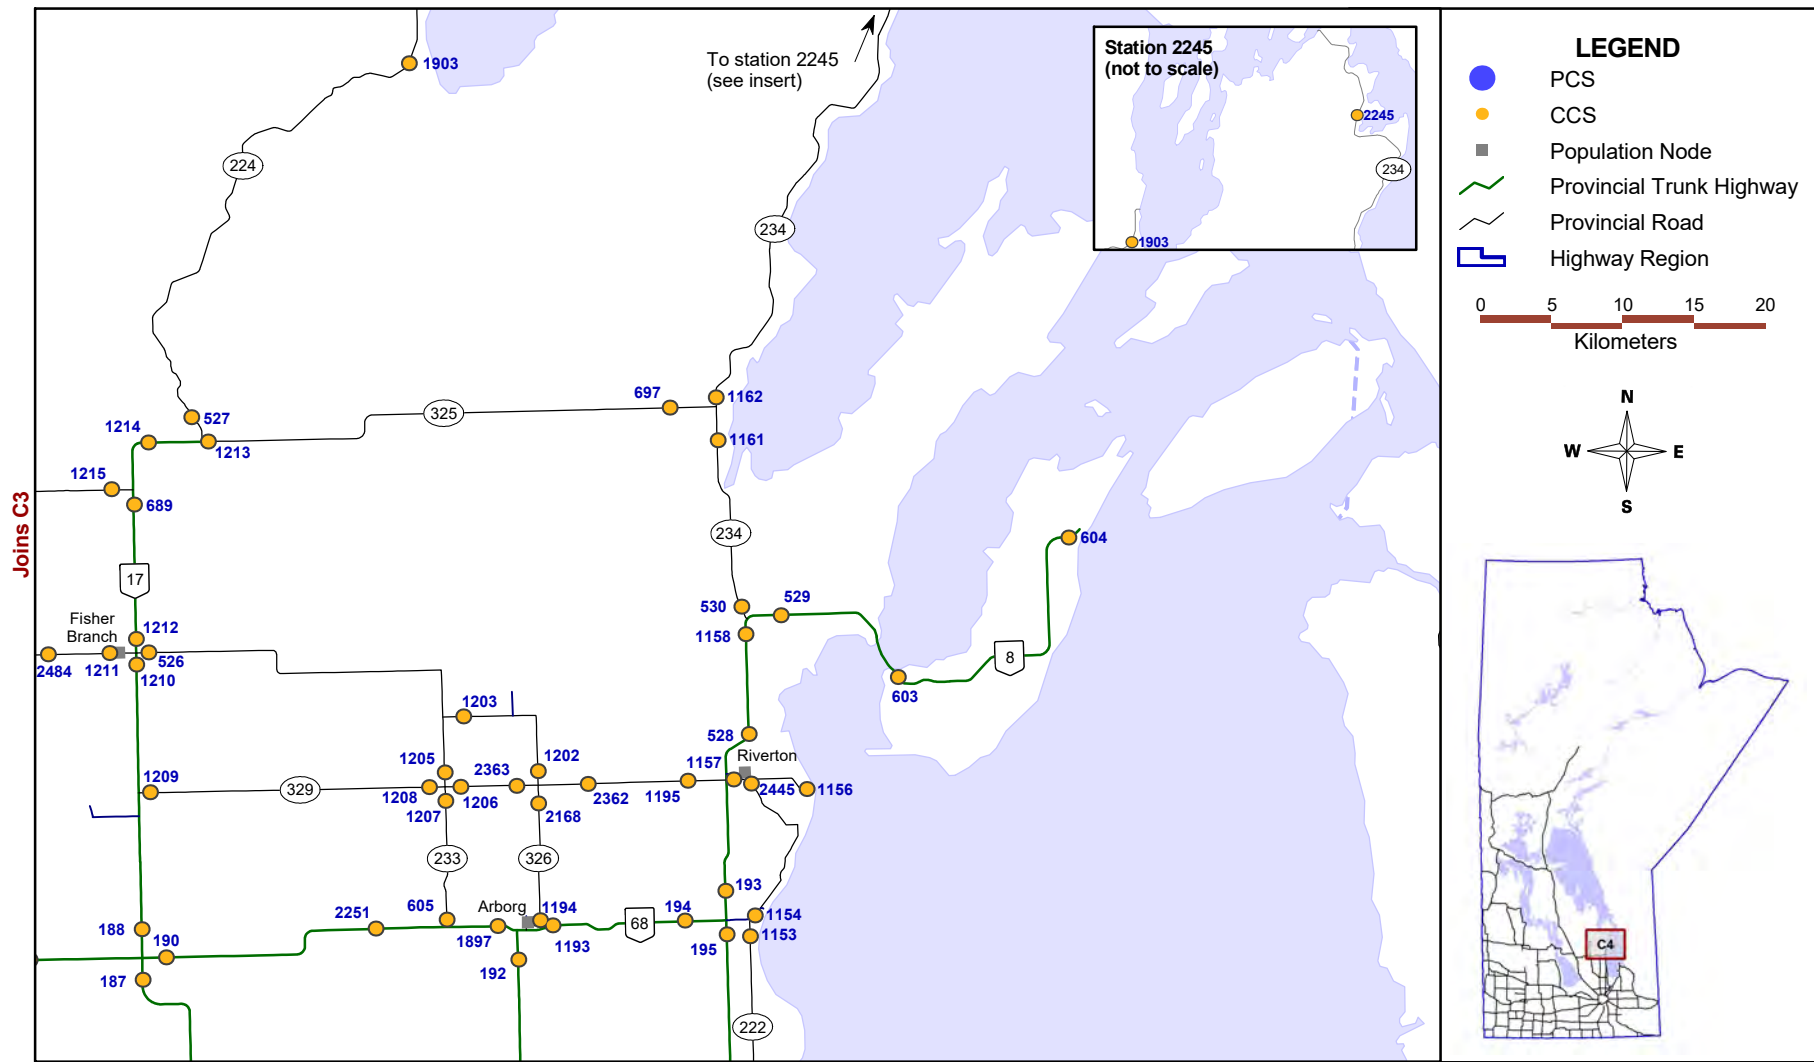 1903
To station 2245
(see insert)
Station 2245
(not to scale)
2245
234
1903
224
234
697
1162
325
1214
527
1213
1161
1215
689
Joins C3
234
17
604
Fisher
Branch
1212
530
529
1158
2484
1211
526
1210
8
603
1203
528
1205
2363
1202
1157
Riverton
1209
329
1208
1206
2362
1195
2445
1156
1207
2168
233
326
193
2251
605
Arborg
1194
194
1154
188
190
1897
1193
68
195
1153
187
192
222
LEGEND
PCS
CCS
Population Node
Provincial Trunk Highway
Provincial Road
Highway Region
0 5 10 15 20
Kilometers
N
W E
S
C4